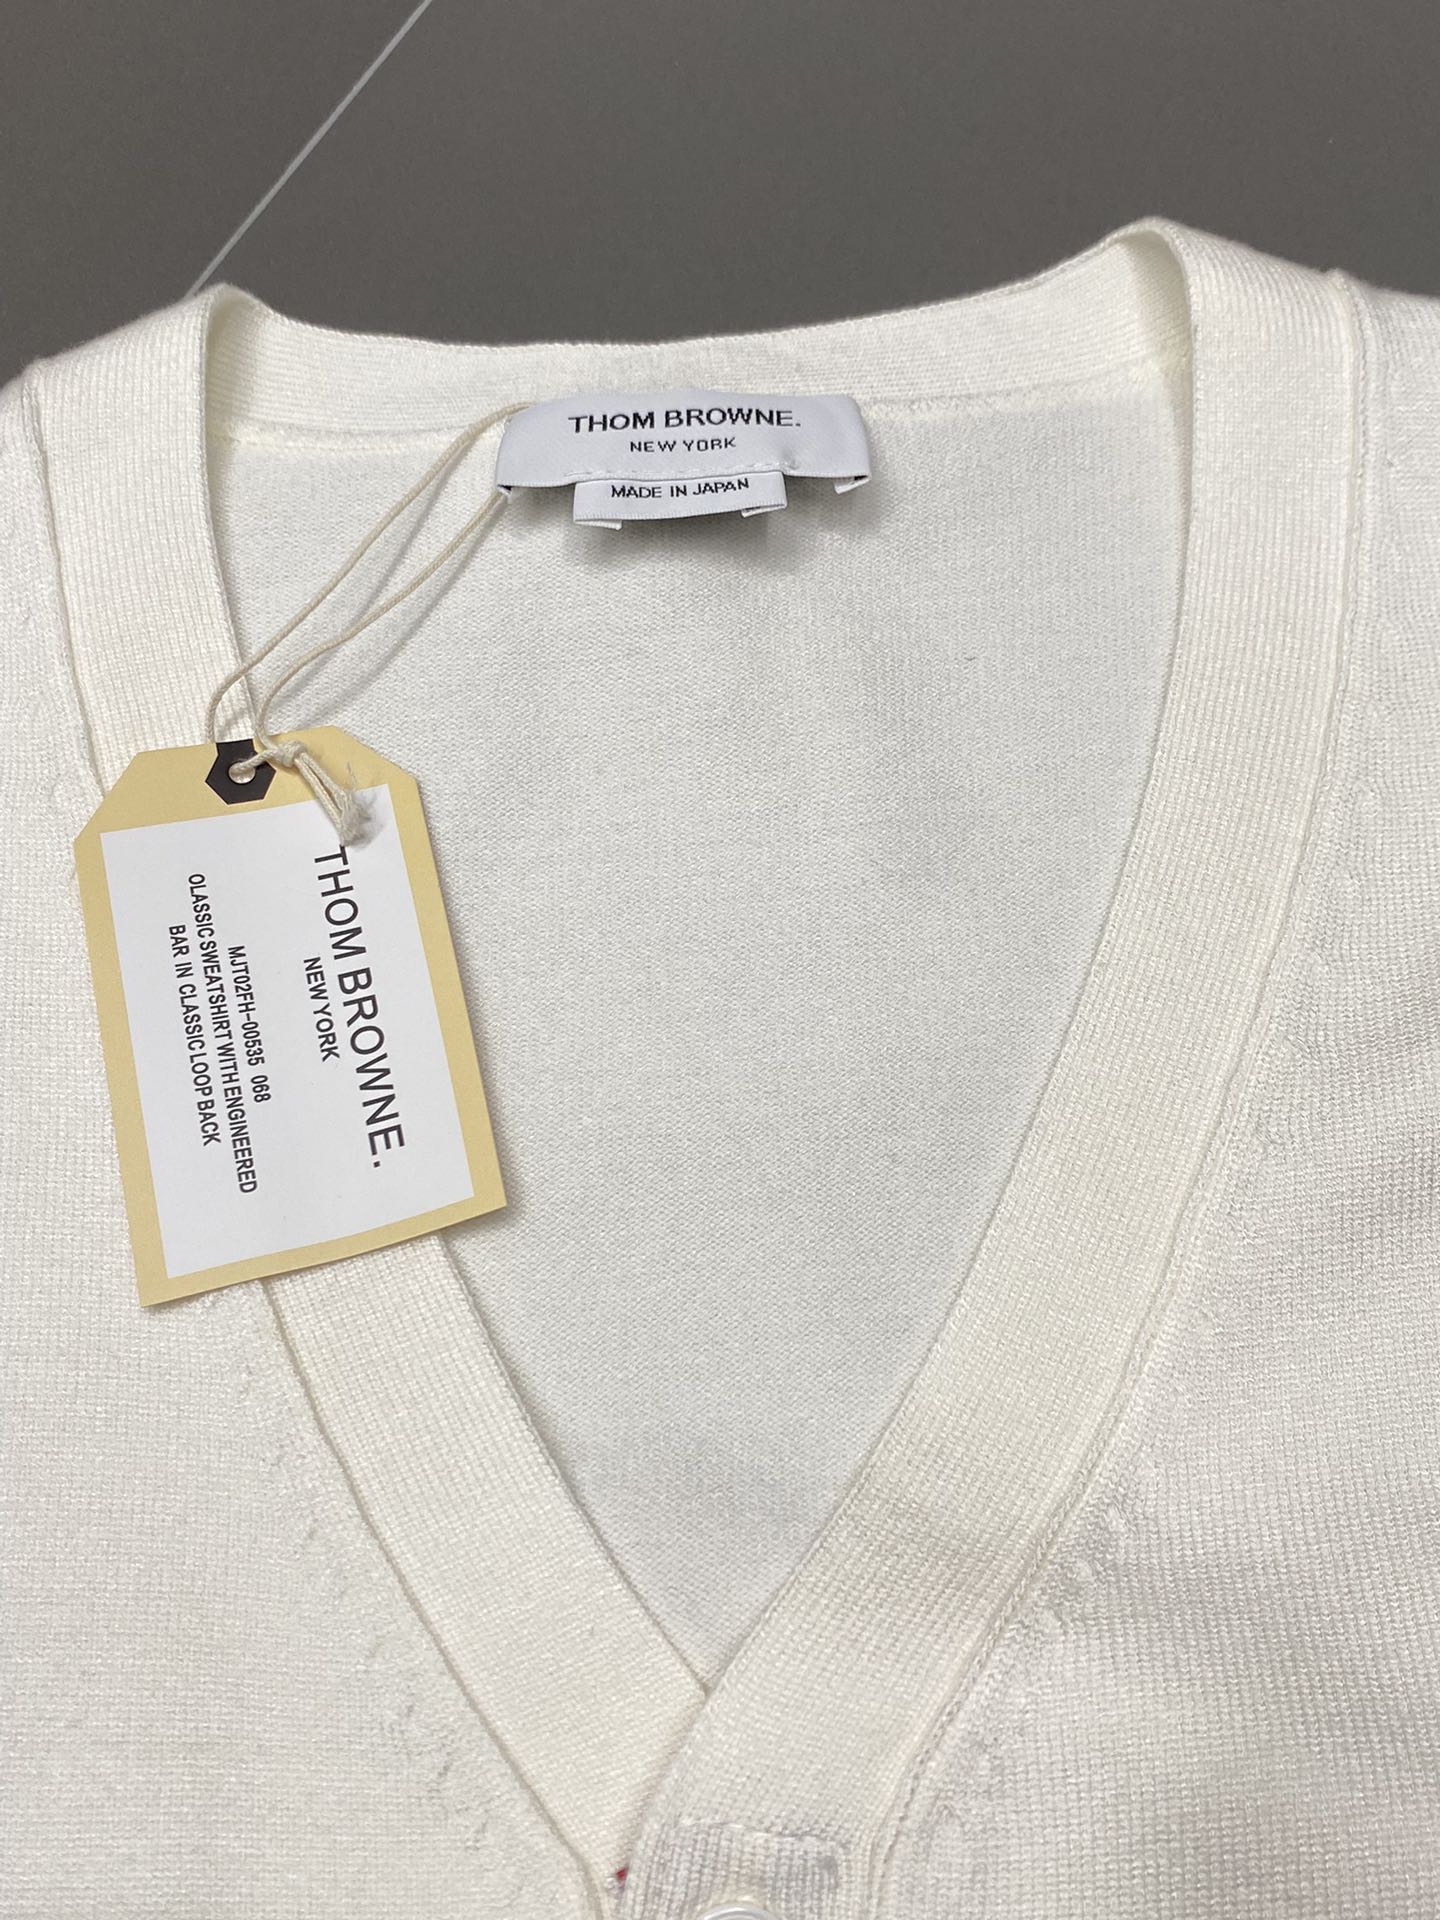 THOM BROWNE.
NEW YORK
MADE IN JAPAN
THOM BROWNE.
NEW YORK
MJT02FH-00535 068
OLASSIC SWEATSHIRT WITH ENGINEERED
BAR IN CLASSIC LOOP BACK